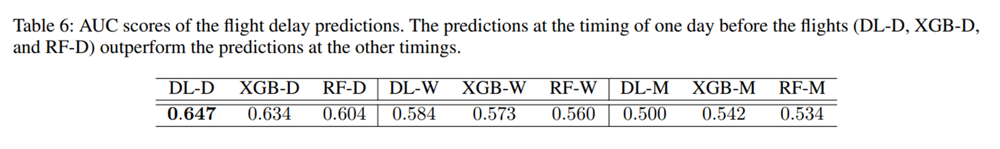 Table 6: AUC scores of the flight delay predictions. The predictions at the timing of one day before the flights (DL-D, XGB-D,
and RF-D) outperform the predictions at the other timings.
DL-D XGB-D RF-D DL-W XGB-W RF-W DL-M XGB-M RF-M
0.647 0.634 0.604 0.584 0.573 0.560 0.500 0.542 0.534